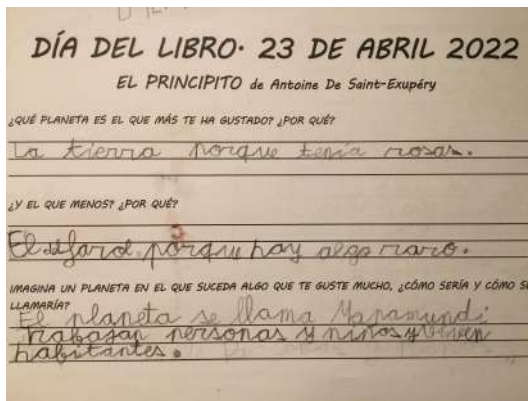 DÍA DEL LIBRO· 23 DE ABRIL 2022
EL PRINCIPITO de Antoine De Saint-Exupéry
¿QUÉ PLANETA ES EL QUE MÁS TE HA GUSTADO? ¿POR QUÉ?
La tierra porque tenía rosas.
¿Y EL QUE MENOS? ¿POR QUÉ?
El porque hay algo raro.
IMAGINA UN PLANETA EN EL QUE SUCEDA ALGO QUE TE GUSTE MUCHO, ¿CÓMO SERÍA Y CÓMO SE
LLAMARÍA?
El planeta se llama Mapamundi
trabajan personas y niños y viven
habitantes.